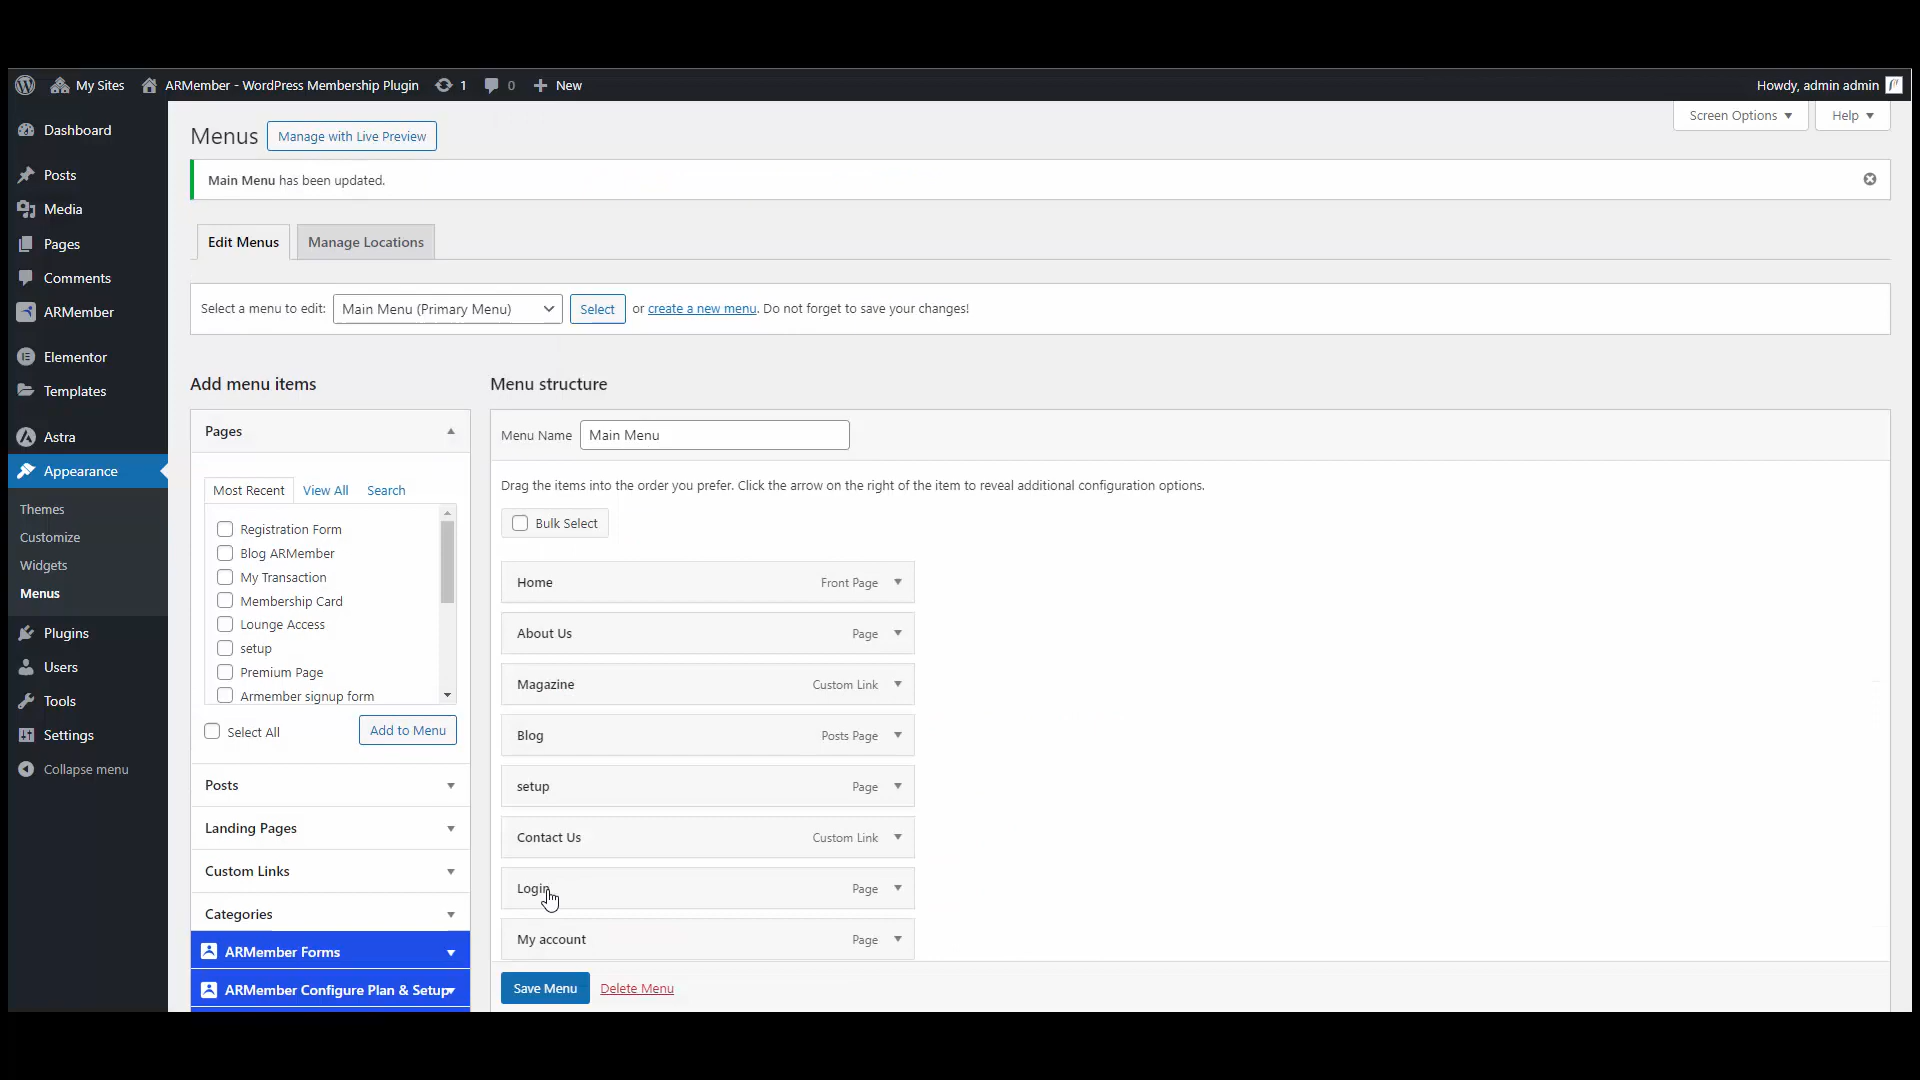 My Sites
ARMember - WordPress Membership Plugin
1
0
New
Howdy, admin admin
Dashboard
Posts
Media
Pages
Comments
ARMember
Elementor
Templates
Astra
Appearance
Themes
Customize
Widgets
Menus
Plugins
Users
Tools
Settings
Collapse menu
Screen Options
Help
Menus
Manage with Live Preview
Main Menu has been updated.
Edit Menus
Manage Locations
Select a menu to edit: Main Menu (Primary Menu) Select or create a new menu. Do not forget to save your changes!
Add menu items
Pages
Most Recent
View All
Search
Registration Form
Blog ARMember
My Transaction
Membership Card
Lounge Access
setup
Premium Page
Armember signup form
Select All
Add to Menu
Posts
Landing Pages
Custom Links
Categories
ARMember Forms
ARMember Configure Plan & Setup
Menu structure
Menu Name Main Menu
Drag the items into the order you prefer. Click the arrow on the right of the item to reveal additional configuration options.
Bulk Select
Home Front Page
About Us Page
Magazine Custom Link
Blog Posts Page
setup Page
Contact Us Custom Link
Login Page
My account Page
Save Menu
Delete Menu